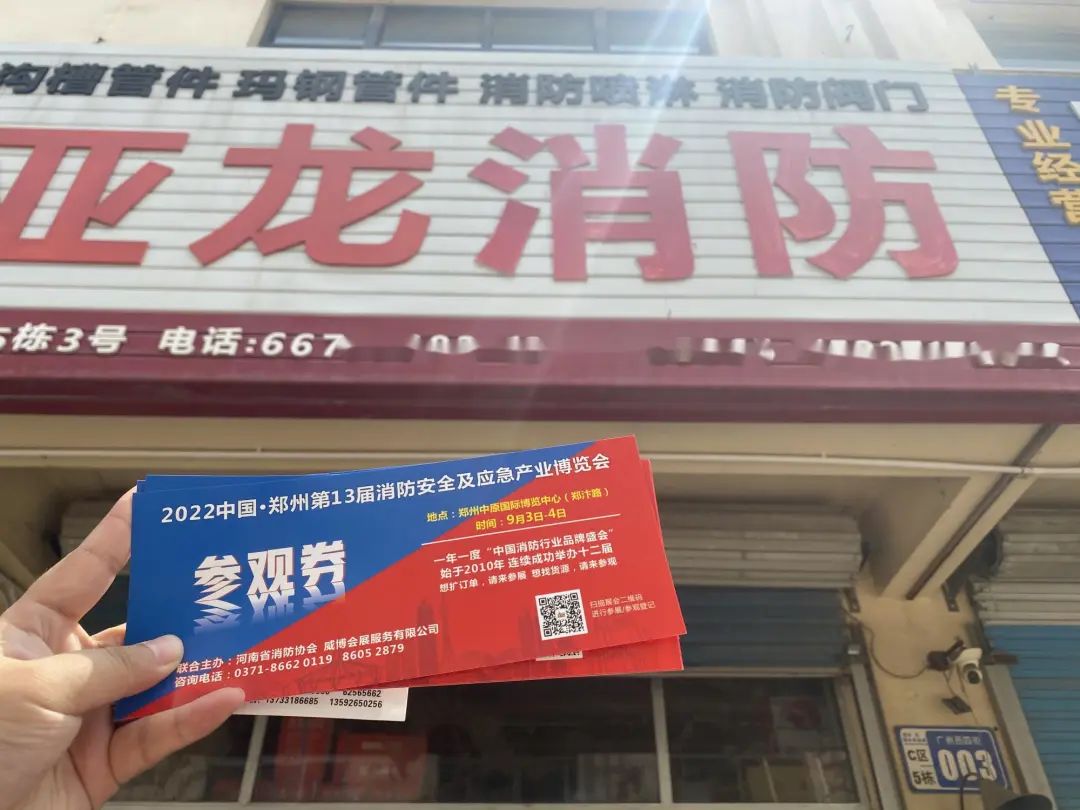 沟槽管件 玛钢管件 消防喷淋 消防阀门
亚龙消防
专业经营
5栋3号 电话:667
2022中国·郑州第13届消防安全及应急产业博览会
地点：郑州中原国际博览中心（郑汴路）
时间：9月3日-4日
参观券
一年一度“中国消防行业品牌盛会”
始于2010年 连续成功举办十二届
想扩订单，请来参展 想找货源，请来参观
扫描展会二维码
进行参展/参观登记
联合主办：河南省消防协会 威博会展服务有限公司
咨询电话：0371-8662 0119 8605 2879
62565662
13733186685 13592650256
C区
5栋
003